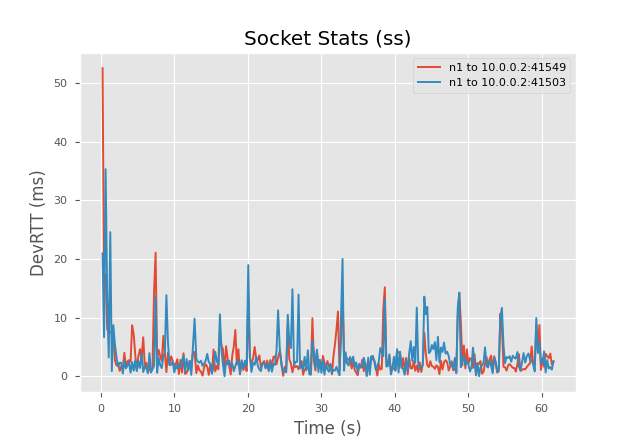 Socket Stats (ss)
n1 to 10.0.0.2:41549
n1 to 10.0.0.2:41503
DevRTT (ms)
50
40
30
20
10
0
0 10 20 30 40 50 60
Time (s)